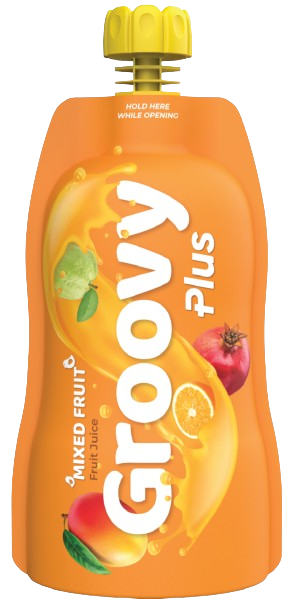 HOLD HERE
WHILE OPENING
Groovy
Plus
MIXED FRUIT
Fruit Juice